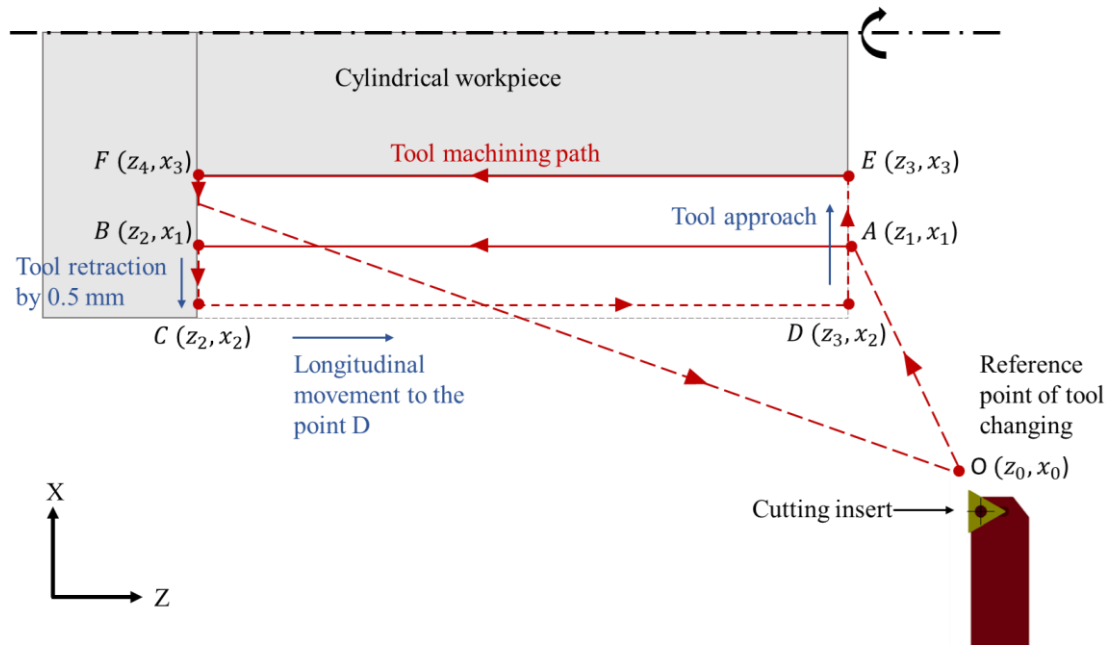 Cylindrical workpiece
F (z₄, x₃)
Tool machining path
E (z₃, x₃)
Tool approach
B (z₂, x₁)
A (z₁, x₁)
Tool retraction
by 0.5 mm
C (z₂, x₂)
D (z₃, x₂)
Longitudinal
movement to the
point D
Reference
point of tool
changing
O (z₀, x₀)
Cutting insert
X
Z